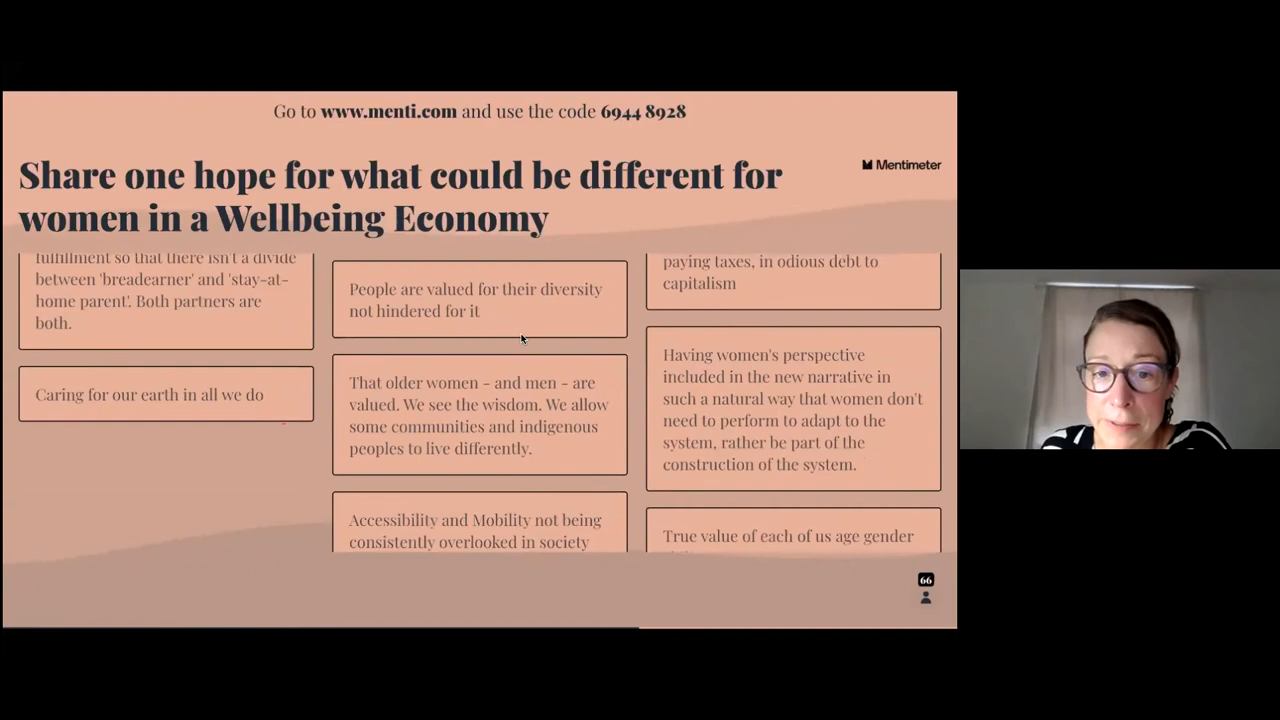 Go to www.menti.com and use the code 6944 8928
Mentimeter
Share one hope for what could be different for
women in a Wellbeing Economy
fulfillment so that there isn't a divide
between 'breadearner' and 'stay-at-
home parent'. Both partners are
both.
Caring for our earth in all we do
People are valued for their diversity
not hindered for it
That older women - and men - are
valued. We see the wisdom. We allow
some communities and indigenous
peoples to live differently.
Accessibility and Mobility not being
consistently overlooked in society
paying taxes, in odious debt to
capitalism
Having women's perspective
included in the new narrative in
such a natural way that women don't
need to perform to adapt to the
system, rather be part of the
construction of the system.
True value of each of us age gender
66